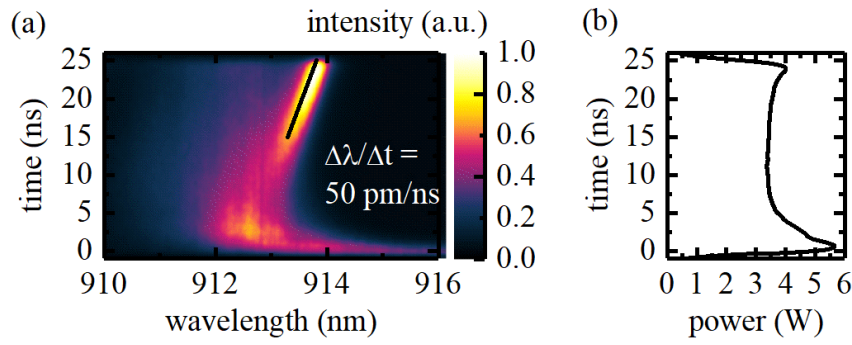 (a)
intensity (a.u.)
25
20
15
10
5
0
time (ns)
Δλ/Δt =
50 pm/ns
1.0
0.8
0.6
0.4
0.2
0.0
910
912
914
916
wavelength (nm)
(b)
25
20
15
10
5
0
time (ns)
0 1 2 3 4 5 6
power (W)